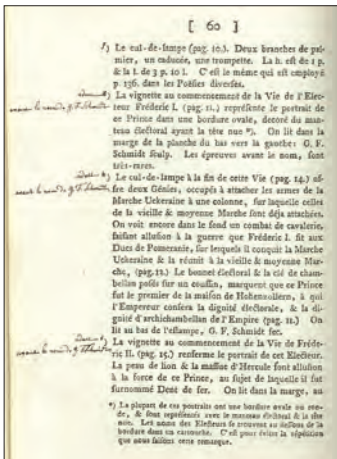 [ 60 ]
5) Le cul-de-lampe (pag. 10.). Deux branches de pal-
mier, un caducée, une trompette. La h. est de 1 p.
& la l. de 3 p. 10 l. C'est le même qui est employé
p. 236. dans les Poésies diverses.
6) La vignette au commencement de la Vie de l'Elec-
teur Fréderic I. (pag. 11.) représente le portrait de
ce Prince dans une bordure ovale, decoré du man-
teau électoral ayant la tête nue *). On lit dans la
marge de la planche du bas vers la gauche: G. F.
Schmidt sculp. Les épreuves avant le nom, sont
très-rares.
Le cul-de-lampe à la fin de cette Vie (pag. 14.) of-
fre deux Génies, occupés à attacher les armes de la
Marche Uckeraine à une colonne, sur laquelle celles
de la vieille & moyenne Marche sont déja attachées.
On voit encore dans le fond un combat de cavalerie,
faisant allusion à la guerre que Fréderic I. fit aux
Ducs de Pomeranie, sur lesquels il conquit la Marche
Uckeraine & la réunit à la vieille & moyenne Mar-
che, (pag. 12.) Le bonnet électoral & la clé de cham-
bellan posés sur un coussin, marquent que ce Prince
fut le premier de la maison de Hohenzollern, à qui
l'Empereur conféra la dignité électorale, & la di-
gnité d'archichambellan de l'Empire (pag. 11.) On
lit au bas de l'estampe, G. F. Schmidt fec.
La vignette au commencement de la Vie de Fréde-
ric II. (pag. 15.) renferme le portrait de cet Electeur.
La peau de lion & la massue d'Hercule font allusion
à la force de ce Prince, au sujet de laquelle il fut
surnommé Dent de fer. On lit dans la marge, au
*) La plupart de ces portraits ont une bordure ovale ou ron-
de, & sont représentés avec le manteau électoral & la tête
nue. Les noms des Electeurs se trouvent au dessous de la
bordure dans un cartouche. C'est pour éviter la répétition
que nous faisons cette remarque.